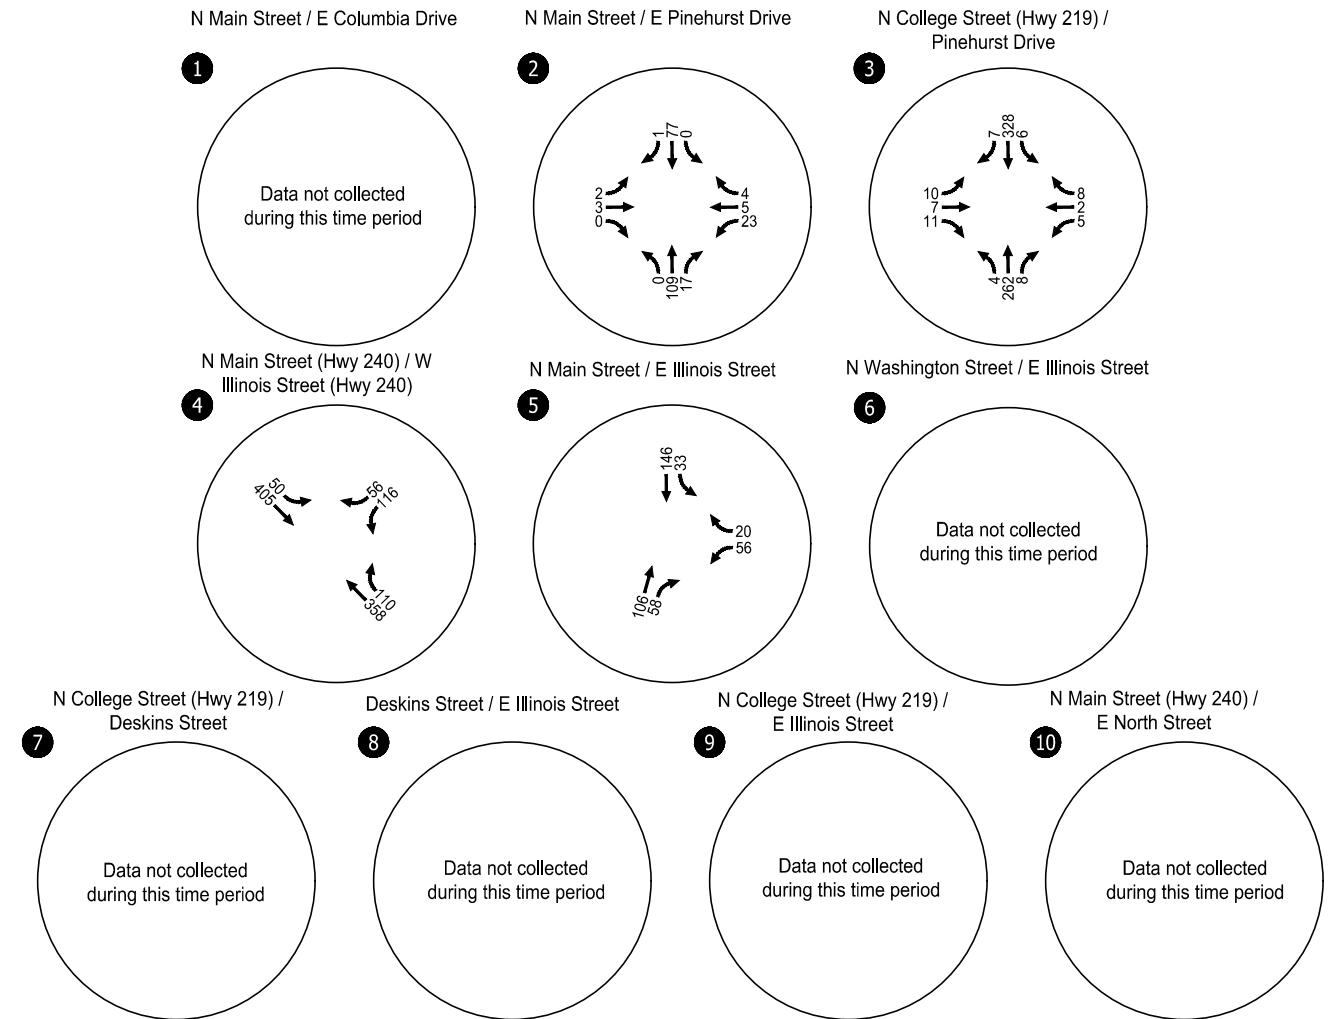 N Main Street / E Columbia Drive
1
Data not collected
during this time period
N Main Street / E Pinehurst Drive
2
1
77
0
2
3
0
4
5
23
0
109
17
N College Street (Hwy 219) /
Pinehurst Drive
3
7
328
6
10
7
11
8
2
5
4
262
8
N Main Street (Hwy 240) / W
Illinois Street (Hwy 240)
4
50
405
56
116
110
358
N Main Street / E Illinois Street
5
146
33
20
56
106
58
N Washington Street / E Illinois Street
6
Data not collected
during this time period
N College Street (Hwy 219) /
Deskins Street
7
Data not collected
during this time period
Deskins Street / E Illinois Street
8
Data not collected
during this time period
N College Street (Hwy 219) /
E Illinois Street
9
Data not collected
during this time period
N Main Street (Hwy 240) /
E North Street
10
Data not collected
during this time period